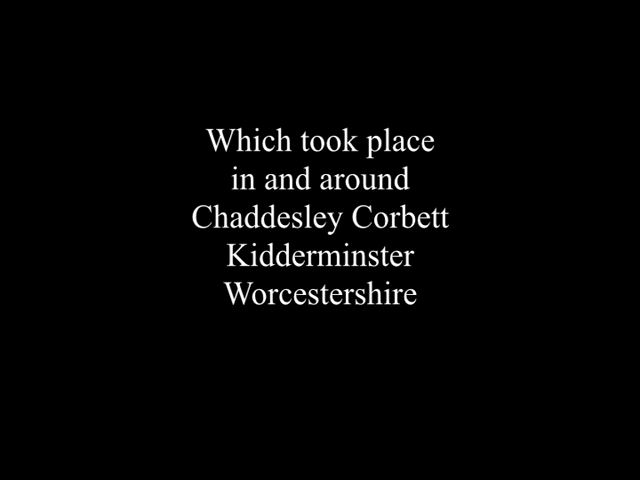 Which took place
in and around
Chaddesley Corbett
Kidderminster
Worcestershire